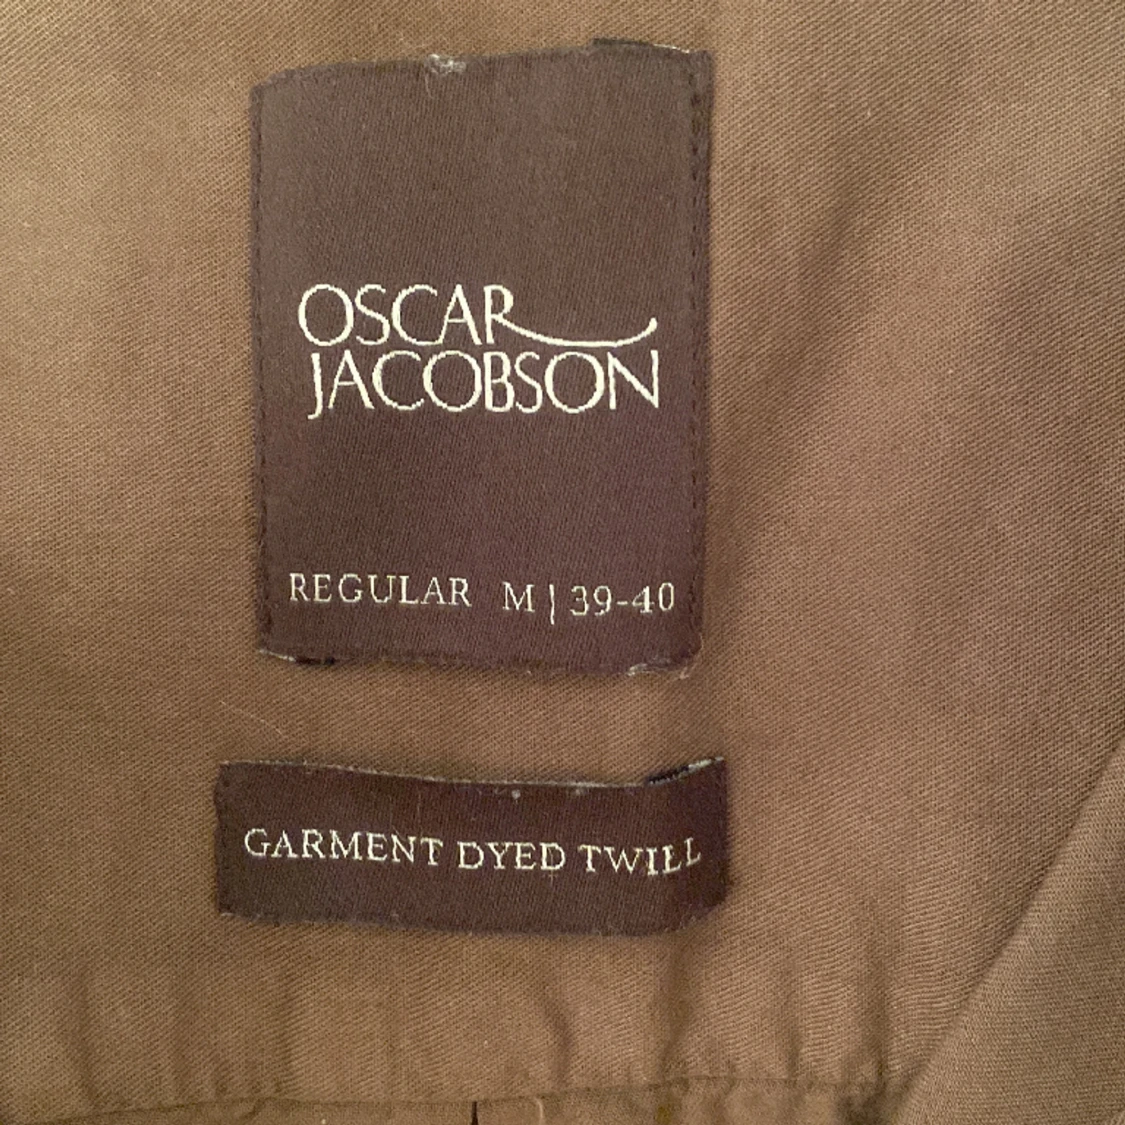 OSCAR
JACOBSON
REGULAR M | 39-40
GARMENT DYED TWILL